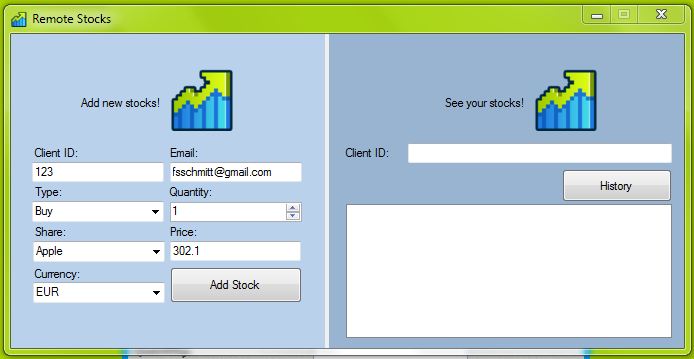 Remote Stocks
Add new stocks!
Client ID: Email:
123 fsschmitt@gmail.com
Type: Quantity:
Buy 1
Share: Price:
Apple 302.1
Currency:
EUR Add Stock
See your stocks!
Client ID:
History